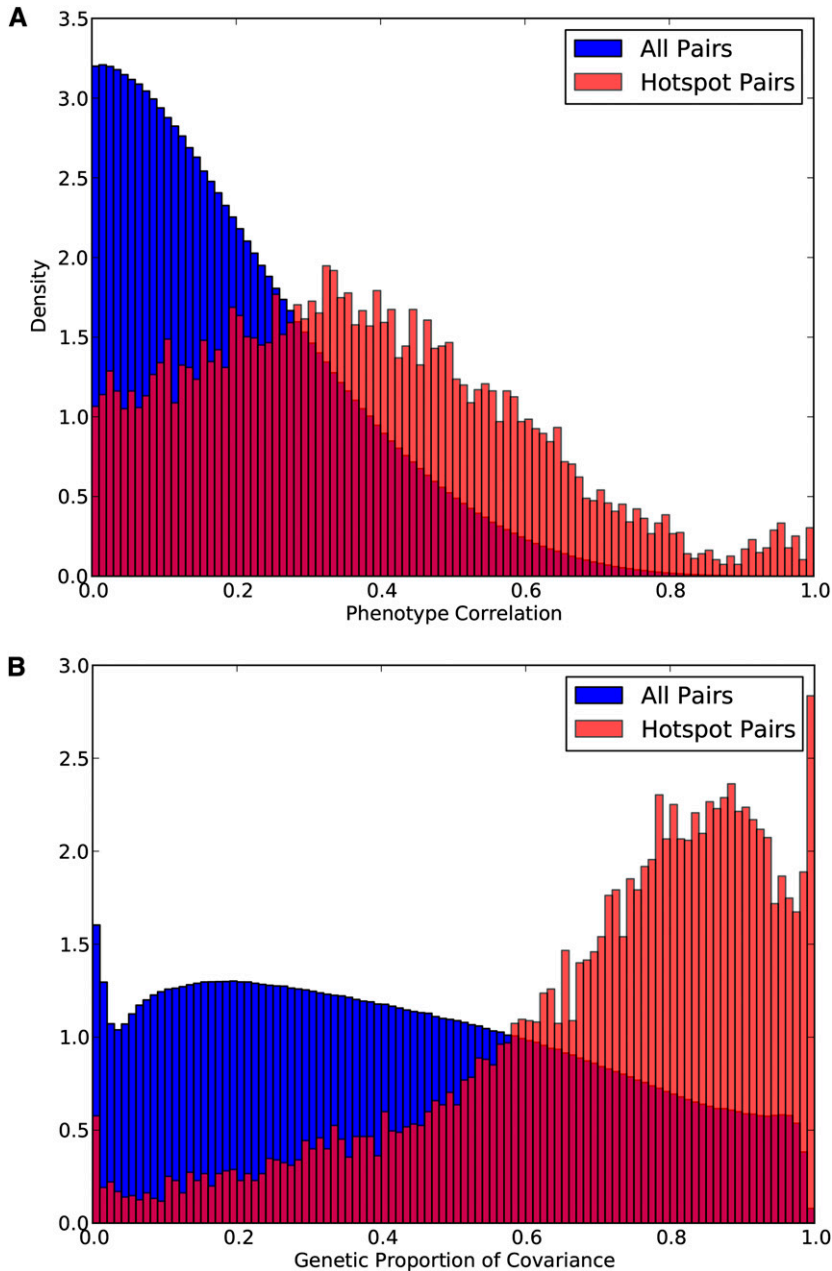 A
3.5
3.0
2.5
2.0
1.5
1.0
0.5
0.0
Density
All Pairs
Hotspot Pairs
0.0 0.2 0.4 0.6 0.8 1.0
Phenotype Correlation
B
3.0
2.5
2.0
1.5
1.0
0.5
0.0
All Pairs
Hotspot Pairs
0.0 0.2 0.4 0.6 0.8 1.0
Genetic Proportion of Covariance